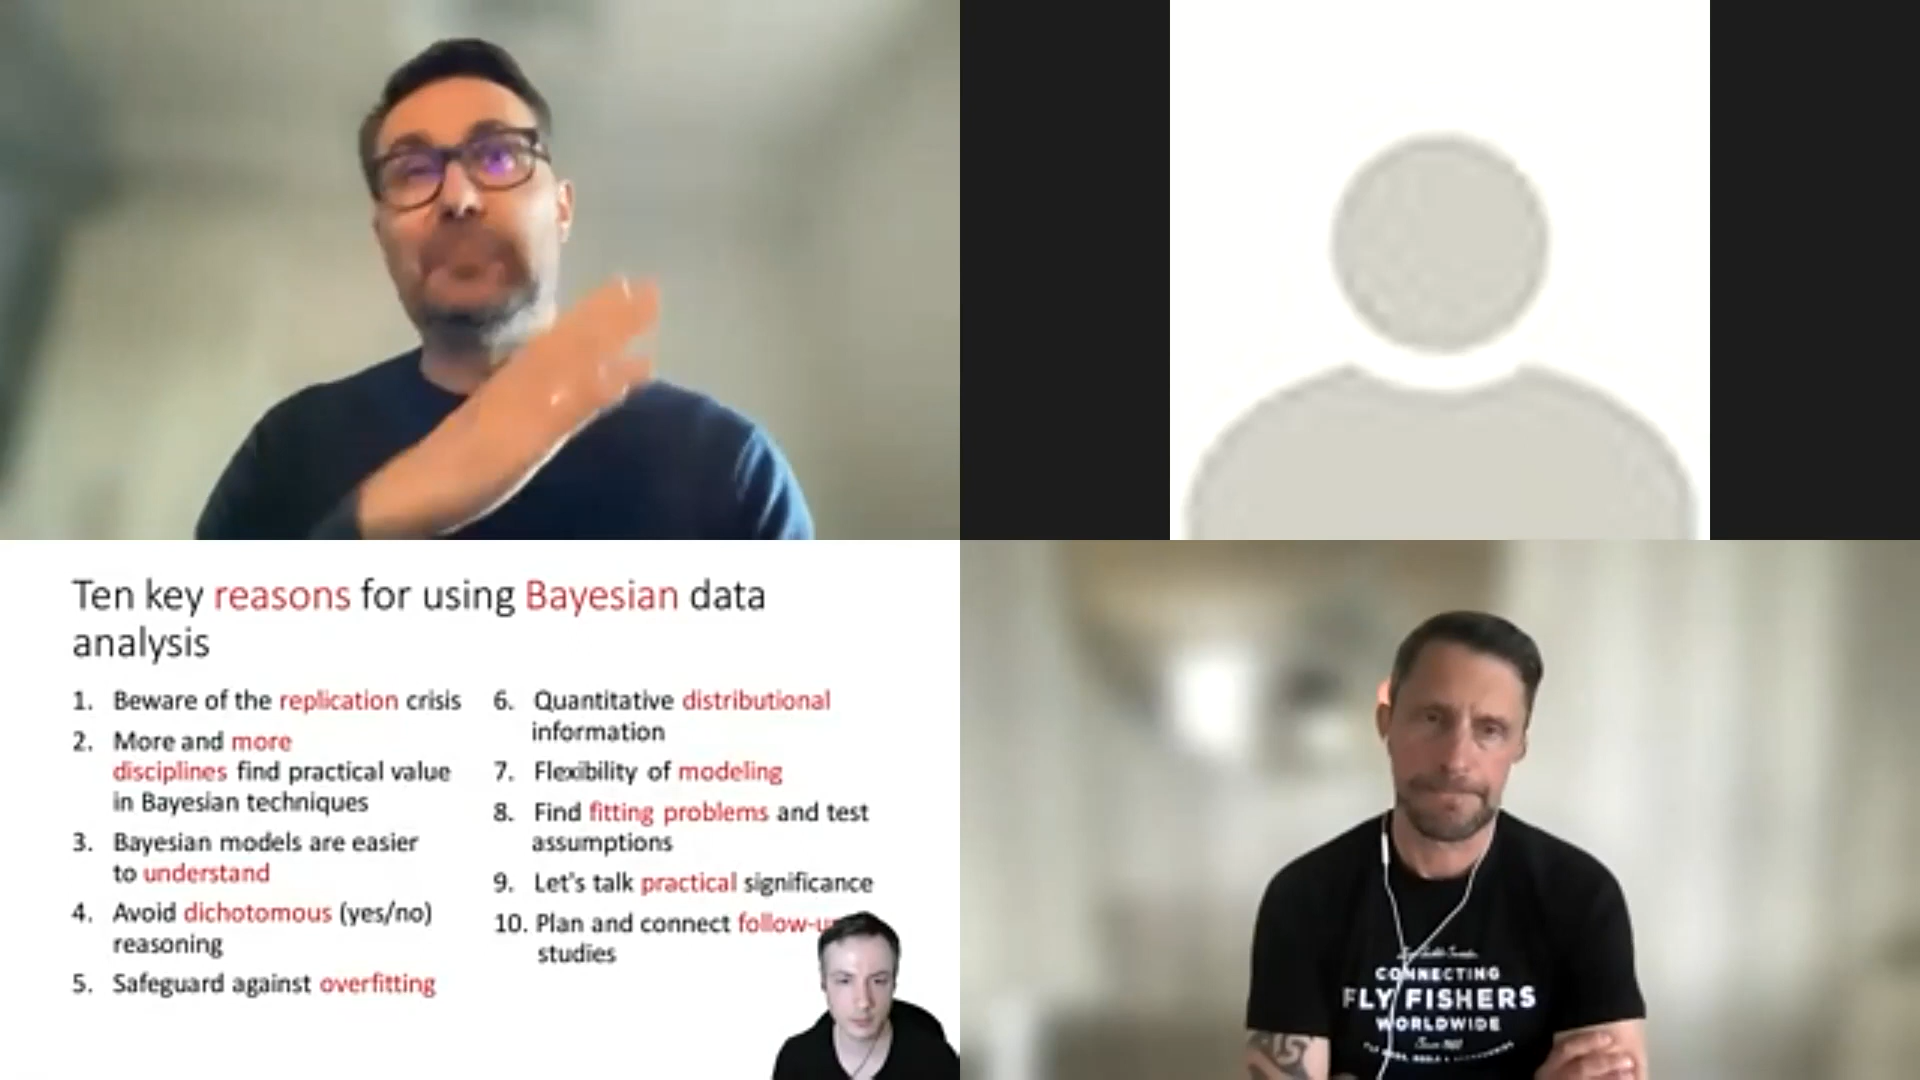 Ten key reasons for using Bayesian data
analysis
1. Beware of the replication crisis
2. More and more
disciplines find practical value
in Bayesian techniques
3. Bayesian models are easier
to understand
4. Avoid dichotomous (yes/no)
reasoning
5. Safeguard against overfitting
6. Quantitative distributional
information
7. Flexibility of modeling
8. Find fitting problems and test
assumptions
9. Let's talk practical significance
10. Plan and connect
studies
CONNECTING
FLY FISHERS
WORLDWIDE